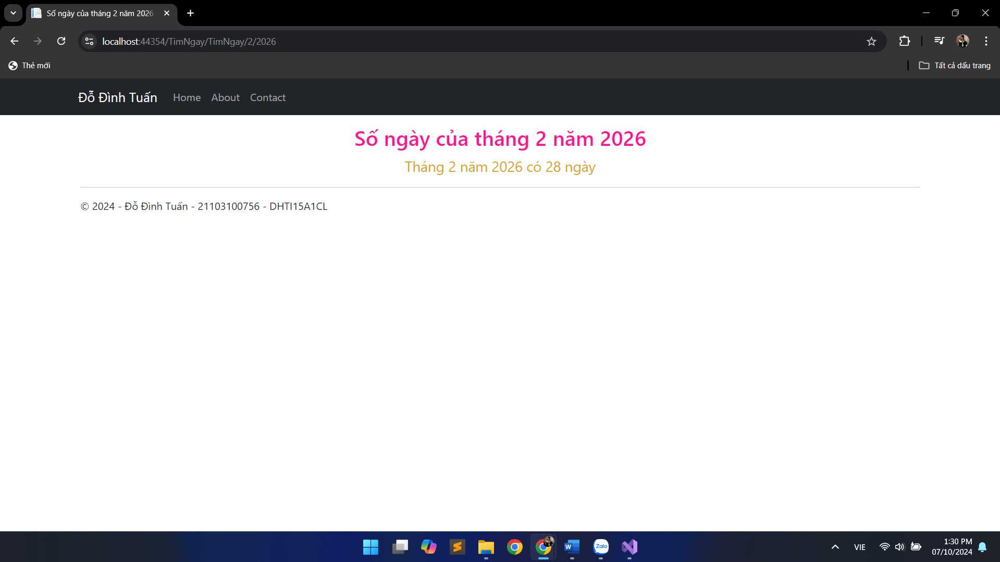 Số ngày của tháng 2 năm 2026
localhost:44354/TimNgay/TimNgay/2/2026
Thẻ mới
Tất cả dấu trang
Đỗ Đình Tuấn Home About Contact
Số ngày của tháng 2 năm 2026
Tháng 2 năm 2026 có 28 ngày
© 2024 - Đỗ Đình Tuấn - 21103100756 - DHTI15A1CL
W
Zalo
VIE
1:30 PM
07/10/2024